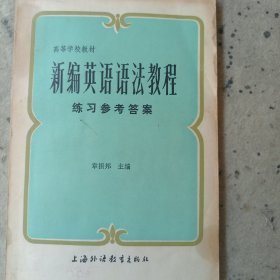 高等学校教材
新编英语语法教程
练习参考答案
章振邦 主编
上海外语教育出版社